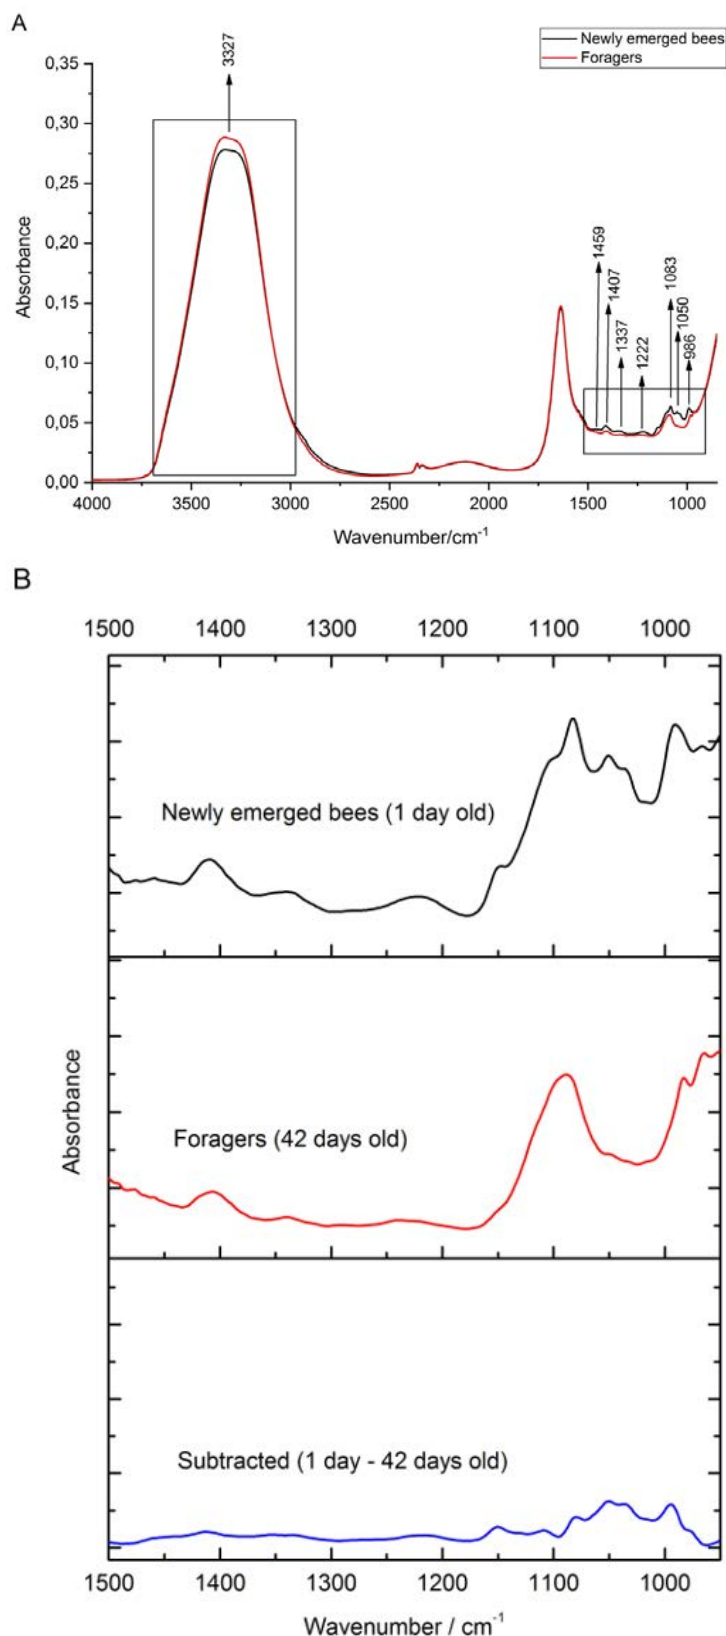 A
Newly emerged bees
Foragers
3327
0,35
0,30
0,25
0,20
0,15
0,10
0,05
0,00
Absorbance
1459
1407
1337
1222
1083
1050
986
4000 3500 3000 2500 2000 1500 1000
Wavenumber/cm⁻¹
B
1500 1400 1300 1200 1100 1000
Newly emerged bees (1 day old)
Absorbance
Foragers (42 days old)
Subtracted (1 day - 42 days old)
1500 1400 1300 1200 1100 1000
Wavenumber / cm⁻¹